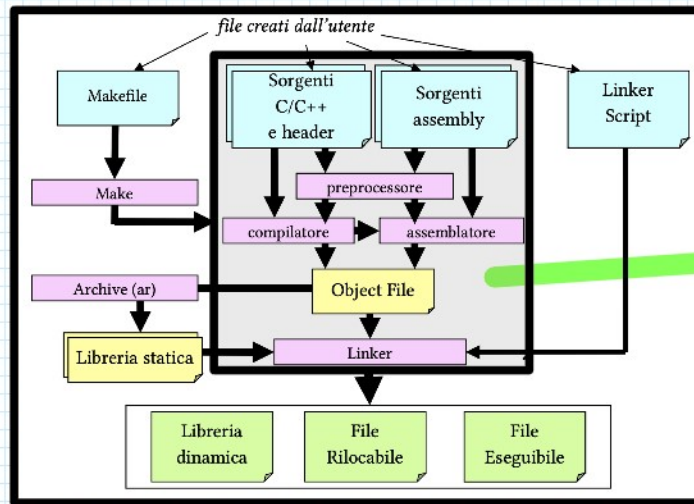 file creati dall'utente
Makefile
Sorgenti
C/C++
e header
Sorgenti
assembly
Linker
Script
Make
preprocessore
compilatore
assemblatore
Archive (ar)
Object File
Libreria statica
Linker
Libreria
dinamica
File
Rilocabile
File
Eseguibile